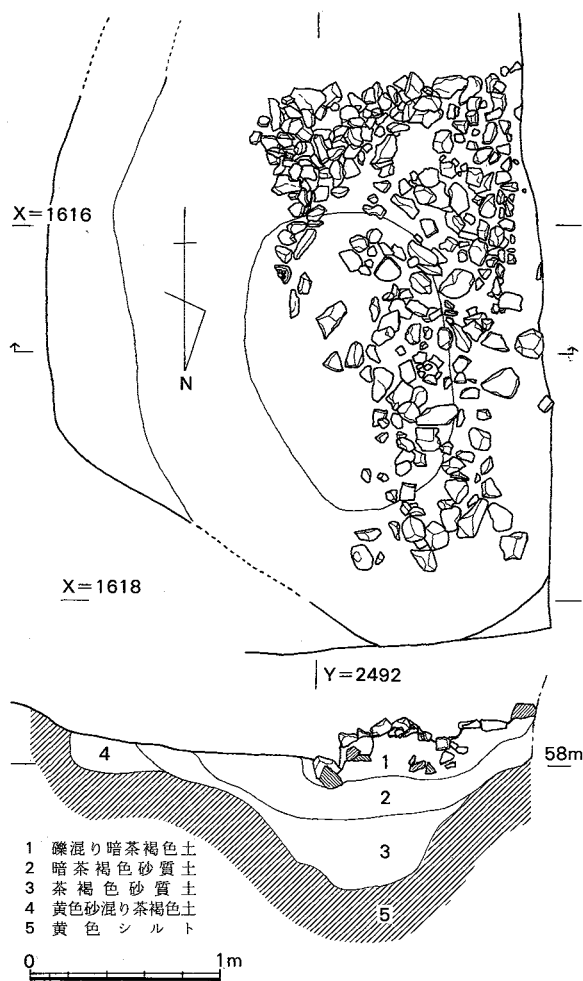 X=1616
N
X=1618
Y=2492
58m
4
1
2
3
5
1 礫混り暗茶褐色土
2 暗茶褐色砂質土
3 茶褐色砂質土
4 黄色砂混り茶褐色土
5 黄色シルト
0 1m